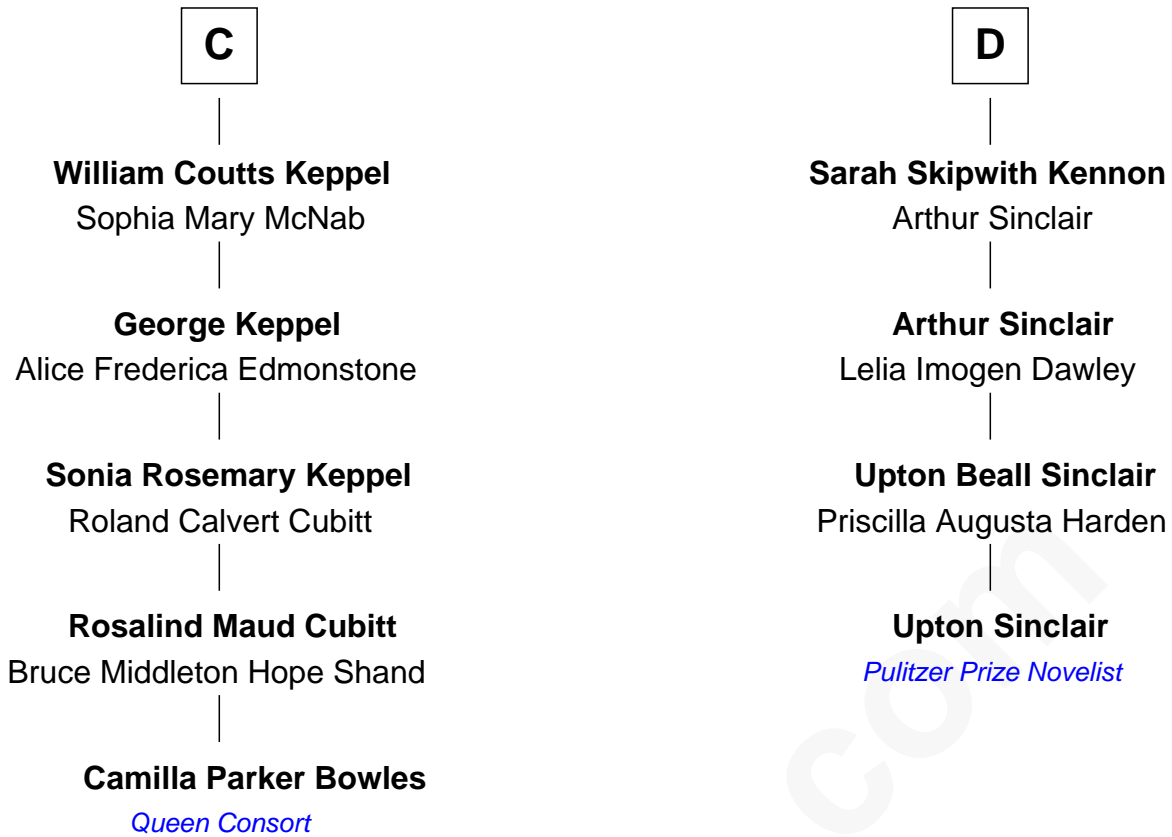 C
William Coutts Keppel
Sophia Mary McNab
George Keppel
Alice Frederica Edmonstone
Sonia Rosemary Keppel
Roland Calvert Cubitt
Rosalind Maud Cubitt
Bruce Middleton Hope Shand
Camilla Parker Bowles
Queen Consort
D
Sarah Skipwith Kennon
Arthur Sinclair
Arthur Sinclair
Lelia Imogen Dawley
Upton Beall Sinclair
Priscilla Augusta Harden
Upton Sinclair
Pulitzer Prize Novelist
com